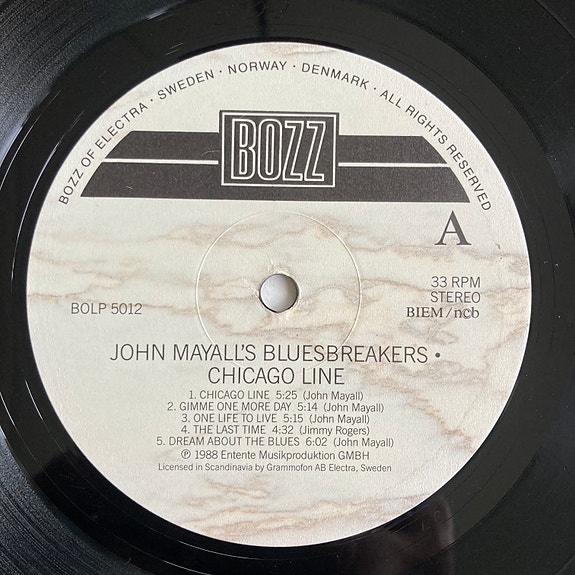 BOZZ OF ELECTRA · SWEDEN · NORWAY · DENMARK · ALL RIGHTS RESERVED
BOZZ
A
BOLP 5012
33 RPM
STEREO
BIEM/ncb
JOHN MAYALL'S BLUESBREAKERS •
CHICAGO LINE
1. CHICAGO LINE 5:25 (John Mayall)
2. GIMME ONE MORE DAY 5:14 (John Mayall)
3. ONE LIFE TO LIVE 5:15 (John Mayall)
4. THE LAST TIME 4:32 (Jimmy Rogers)
5. DREAM ABOUT THE BLUES 6:02 (John Mayall)
℗ 1988 Entente Musikproduktion GMBH
Licensed in Scandinavia by Grammofon AB Electra, Sweden